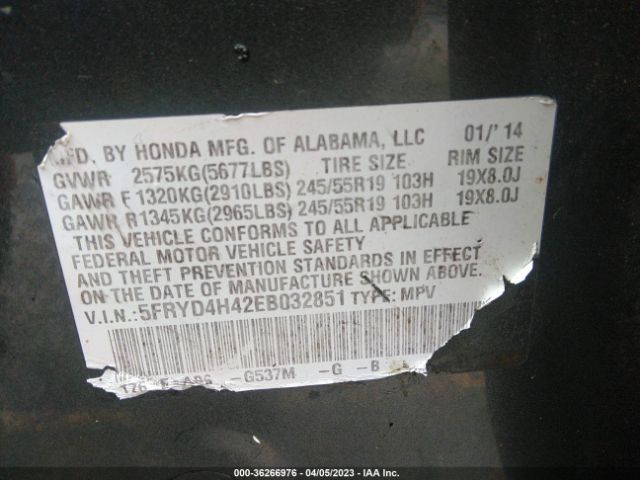 MFD. BY HONDA MFG. OF ALABAMA, LLC 01/' 14
GVWR 2575KG(5677LBS) TIRE SIZE RIM SIZE
GAWR F1320KG(2910LBS) 245/55R19 103H 19X8.0J
GAWR R1345KG(2965LBS) 245/55R19 103H 19X8.0J
THIS VEHICLE CONFORMS TO ALL APPLICABLE
FEDERAL MOTOR VEHICLE SAFETY
AND THEFT PREVENTION STANDARDS IN EFFECT
ON THE DATE OF MANUFACTURE SHOWN ABOVE.
V.I.N.:5FRYD4H42EB032851 TYPE: MPV
-G537M -G -B
000-36266976 / 04/05/2023 - IAA Inc.